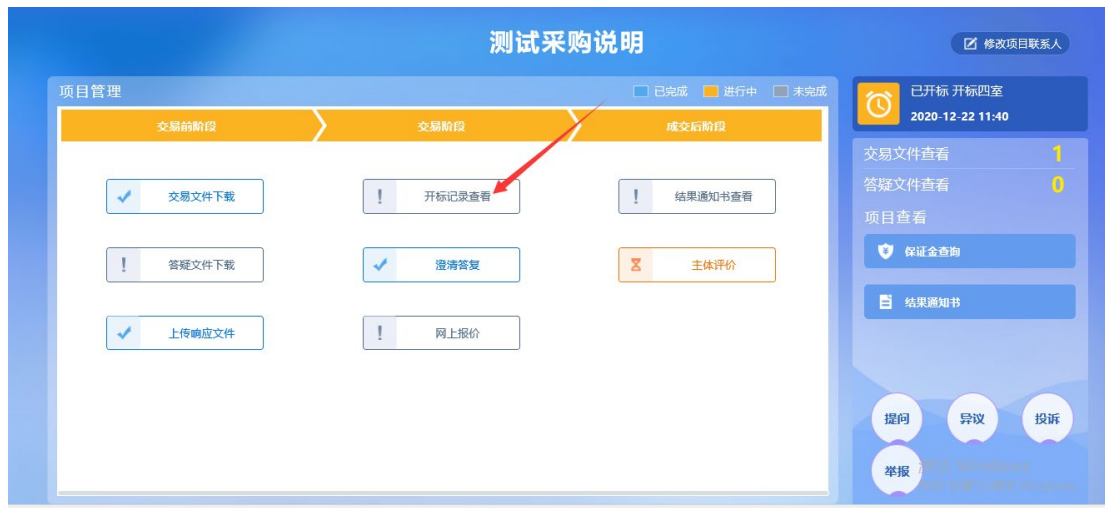 测试采购说明
修改项目联系人
项目管理
已完成 进行中 未完成
交易前阶段 交易阶段 成交后阶段
交易文件下载 开标记录查看 结果通知书查看
答疑文件下载 澄清答复 主体评价
上传响应文件 网上报价
已开标 开标四室
2020-12-22 11:40
交易文件查看 1
答疑文件查看 0
项目查看
保证金查询
结果通知书
提问 异议 投诉
举报